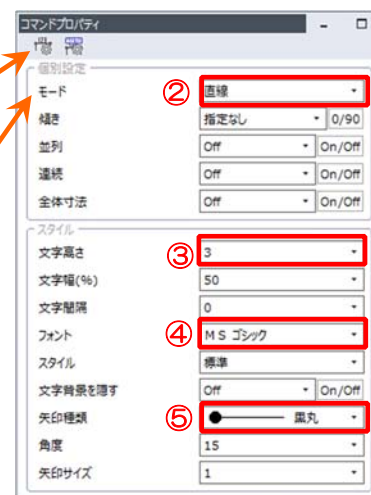 コマンドプロパティ
個別設定
モード ② 直線
傾き 指定なし 0/90
並列 Off On/Off
連続 Off On/Off
全体寸法 Off On/Off
スタイル
文字高さ ③ 3
文字幅(%) 50
文字間隔 0
フォント ④ MS ゴシック
スタイル 標準
文字背景を隠す Off On/Off
矢印種類 ⑤ 黒丸
角度 15
矢印サイズ 1